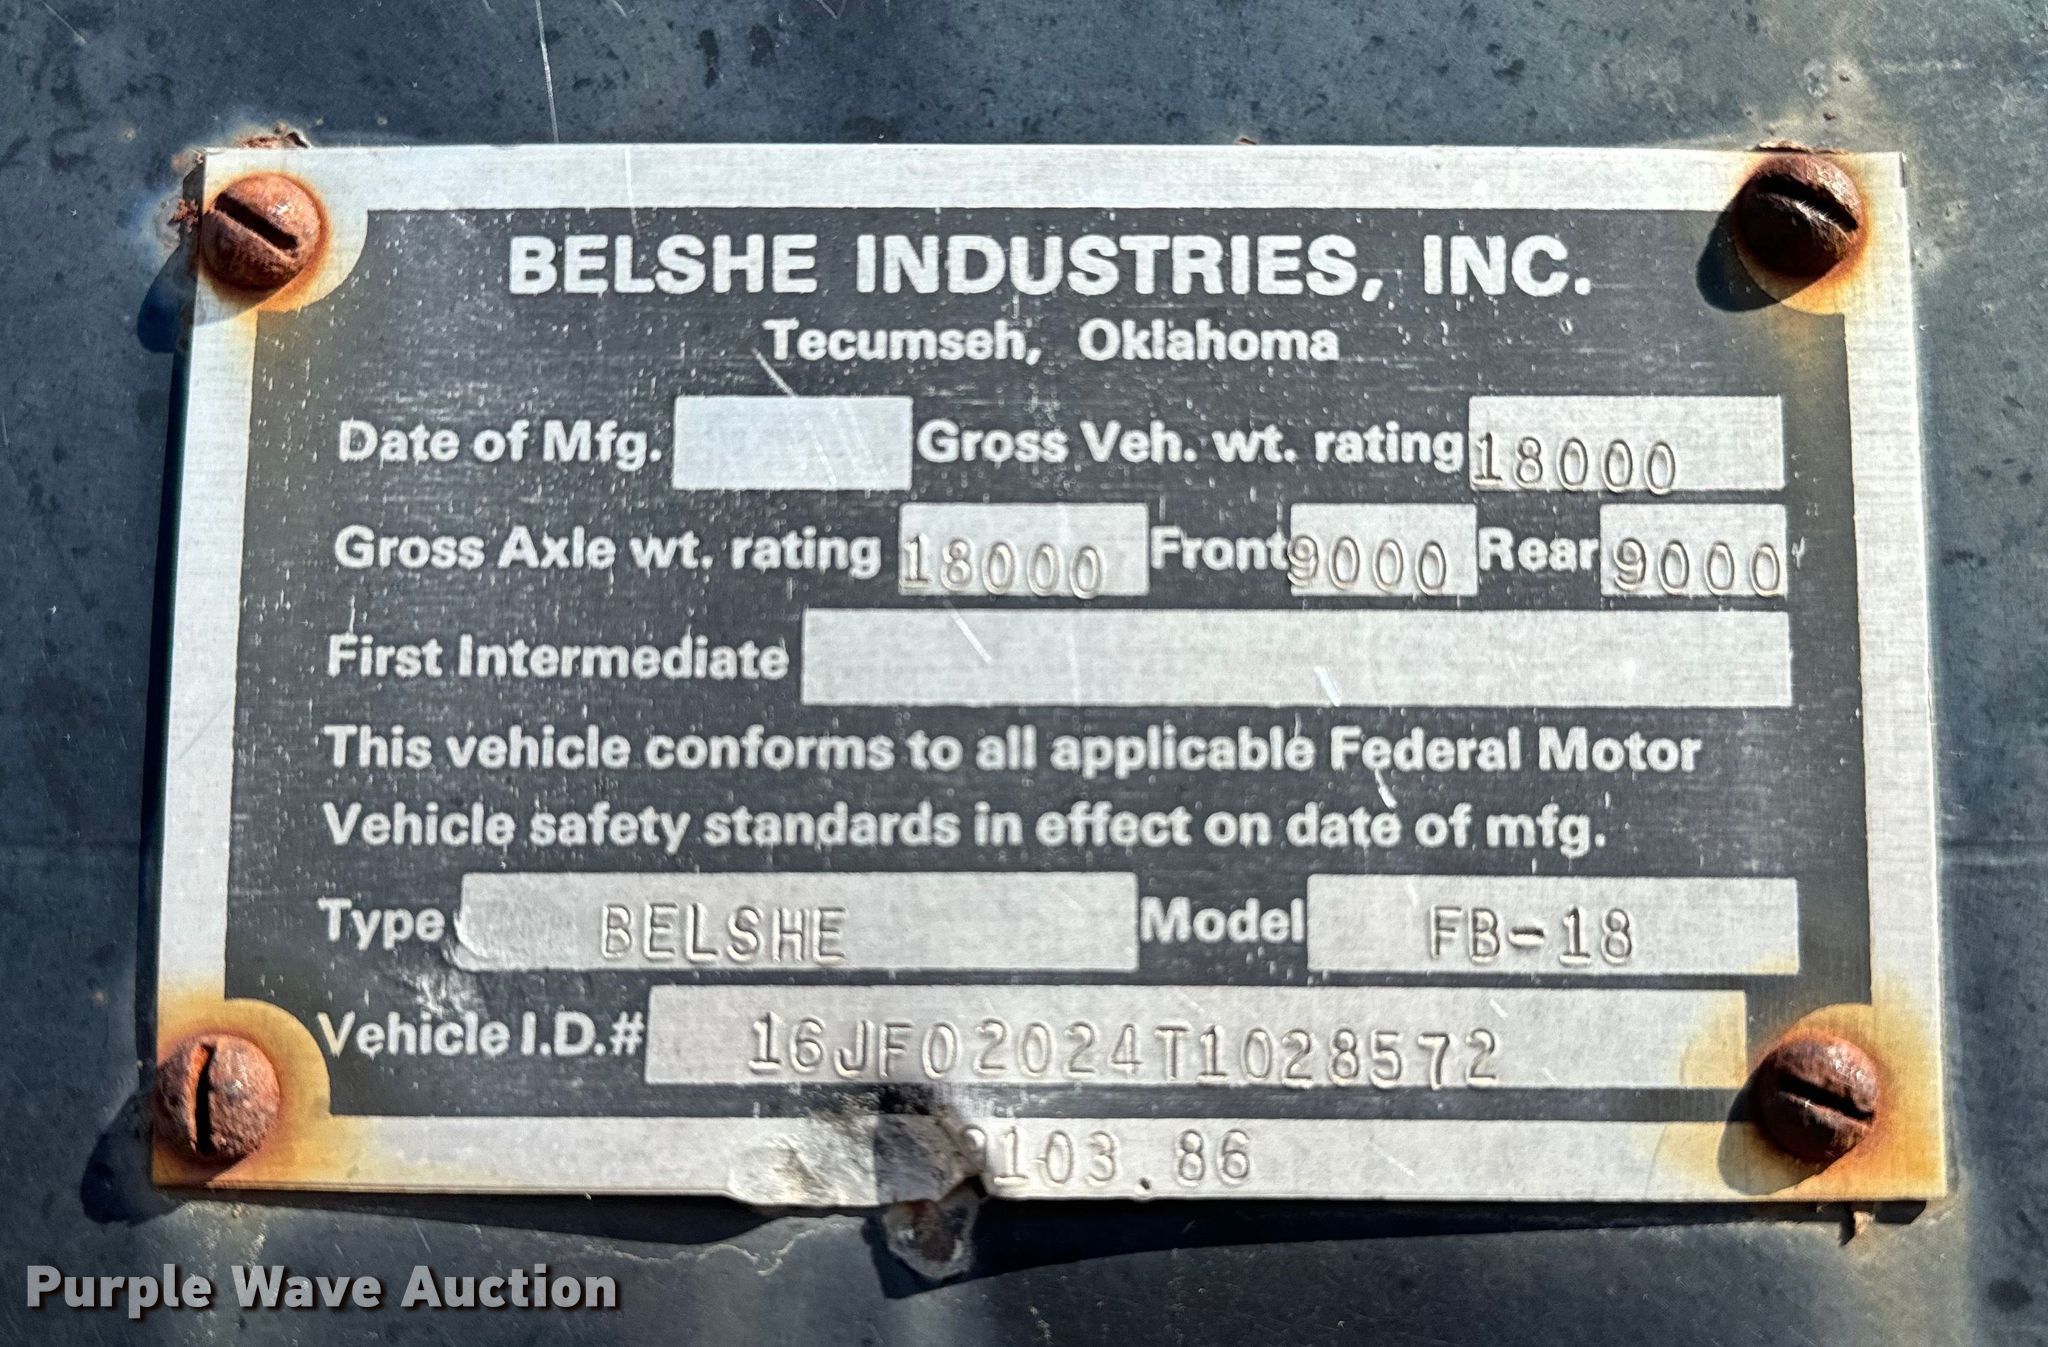 BELSHE INDUSTRIES, INC.
Tecumseh, Oklahoma
Date of Mfg. Gross Veh. wt. rating 18000
Gross Axle wt. rating 18000 Front 9000 Rear 9000
First Intermediate
This vehicle conforms to all applicable Federal Motor
Vehicle safety standards in effect on date of mfg.
Type BELSHE Model FB-18
Vehicle I.D.# 16JF02024T1028572
Purple Wave Auction